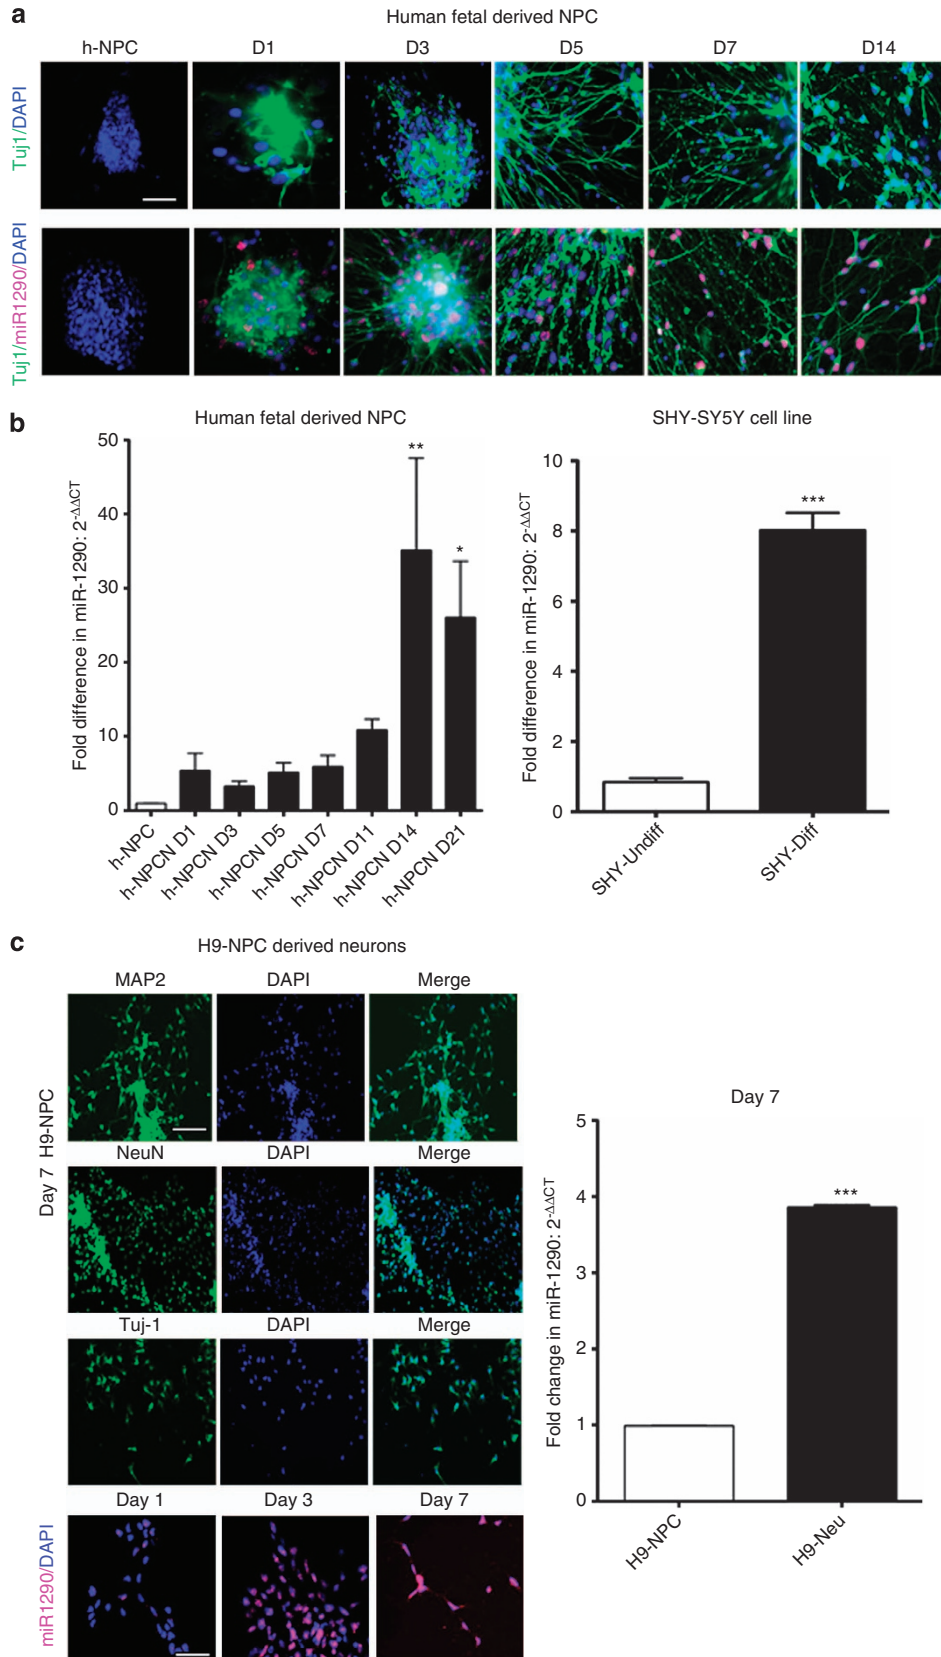 a
Human fetal derived NPC
h-NPC D1 D3 D5 D7 D14
Tuj1/DAPI
Tuj1/miR1290/DAPI
b
Human fetal derived NPC
Fold difference in miR-1290: 2-ΔΔCT
50
40
30
20
10
0
**
*
h-NPC
h-NPCN D1
h-NPCN D3
h-NPCN D5
h-NPCN D7
h-NPCN D11
h-NPCN D14
h-NPCN D21
SHY-SY5Y cell line
Fold difference in miR-1290: 2-ΔΔCT
10
8
6
4
2
0
***
SHY-Undiff
SHY-Diff
c
H9-NPC derived neurons
Day 7 H9-NPC
MAP2 DAPI Merge
NeuN DAPI Merge
Tuj-1 DAPI Merge
Day 1 Day 3 Day 7
miR1290/DAPI
Day 7
Fold change in miR-1290: 2-ΔΔCT
5
4
3
2
1
0
***
H9-NPC
H9-Neu